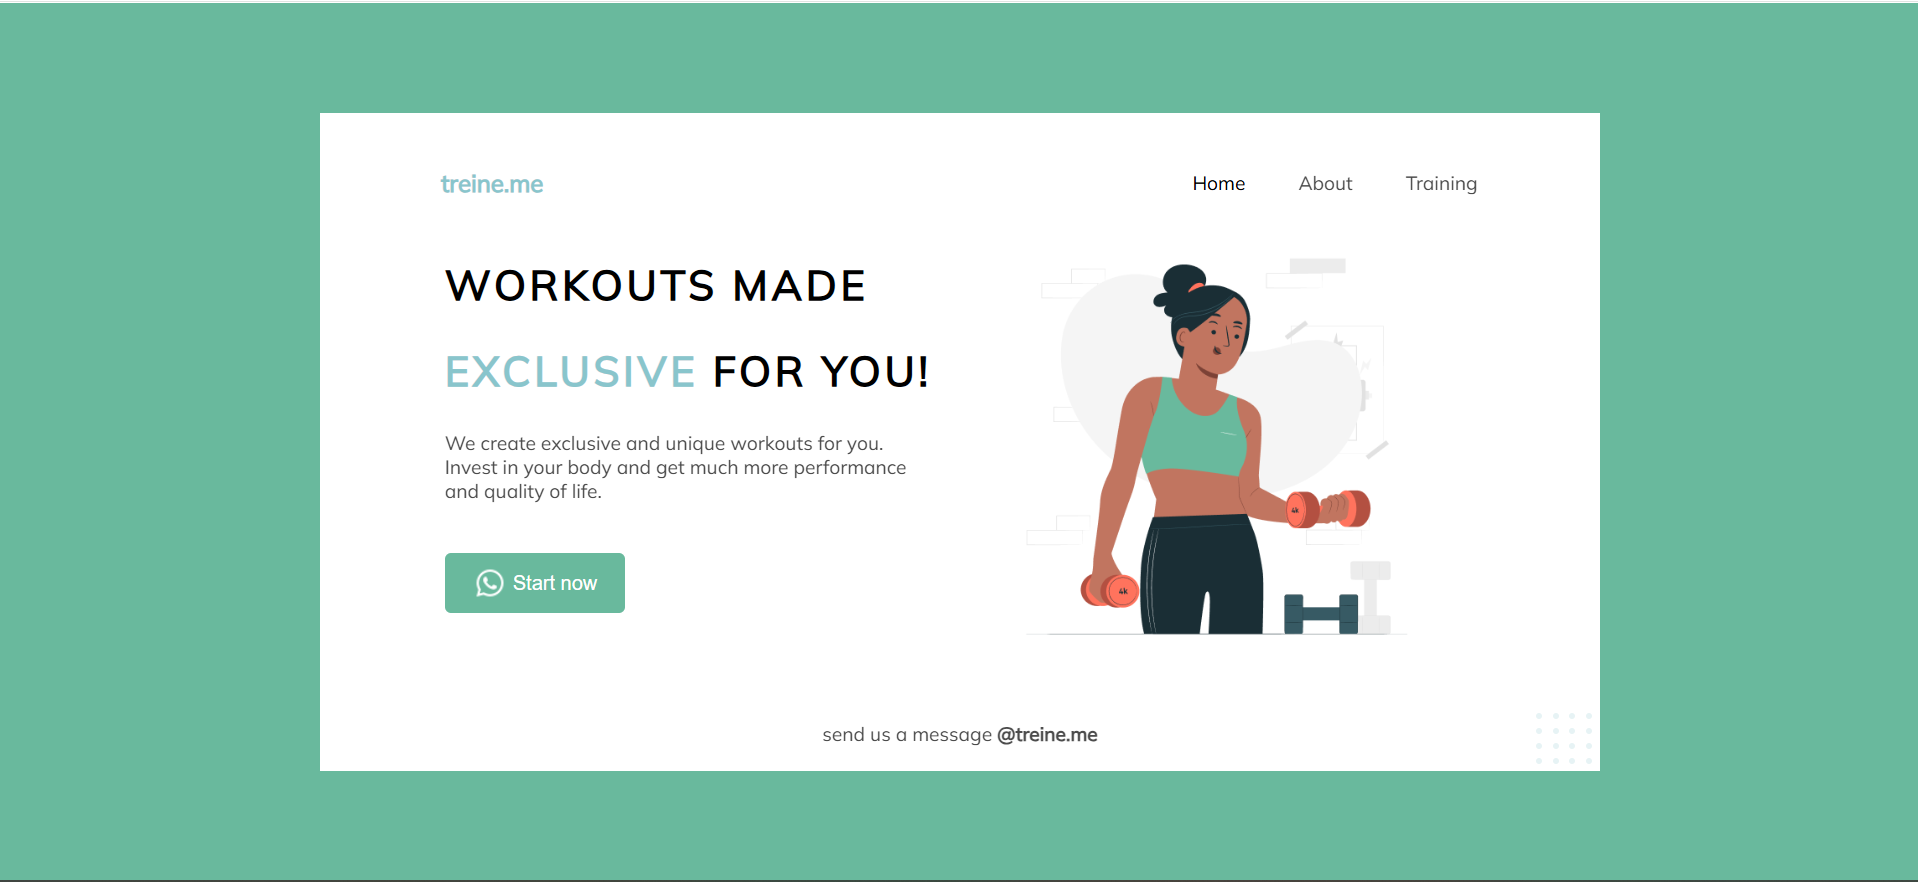 treine.me
Home About Training
WORKOUTS MADE
EXCLUSIVE FOR YOU!
We create exclusive and unique workouts for you.
Invest in your body and get much more performance
and quality of life.
Start now
4k
4k
send us a message @treine.me